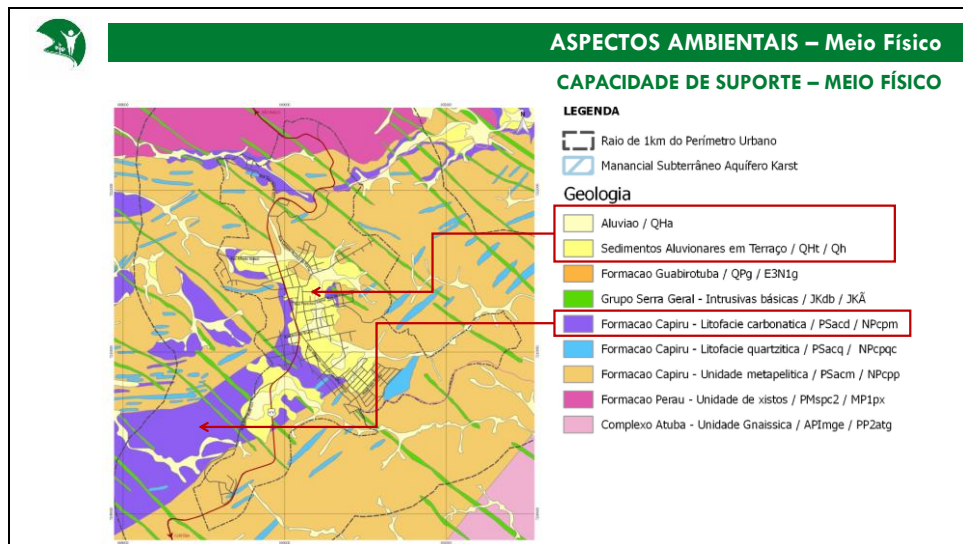 ASPECTOS AMBIENTAIS – Meio Físico
CAPACIDADE DE SUPORTE – MEIO FÍSICO
LEGENDA
Raio de 1km do Perímetro Urbano
Manancial Subterrâneo Aquífero Karst
Geologia
Aluviao / QHa
Sedimentos Aluvionares em Terraço / QHt / Qh
Formacao Guabirotuba / QPg / E3N1g
Grupo Serra Geral - Intrusivas básicas / JKdb / JKÃ
Formacao Capiru - Litofacie carbonatica / PSacd / NPcpm
Formacao Capiru - Litofacie quartzitica / PSacq / NPcpqc
Formacao Capiru - Unidade metapelitica / PSacm / NPcpp
Formacao Perau - Unidade de xistos / PMspc2 / MP1px
Complexo Atuba - Unidade Gnaissica / APImge / PP2atg